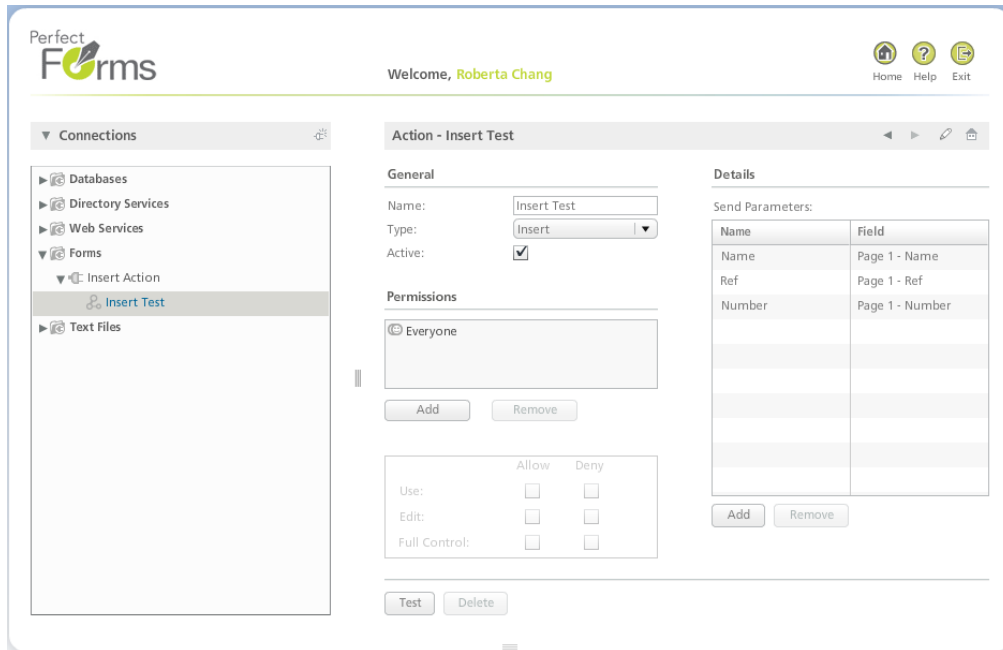 Perfect
Forms
Welcome, Roberta Chang
Home Help Exit
Connections
Databases
Directory Services
Web Services
Forms
Insert Action
Insert Test
Text Files
Action - Insert Test
General
Name: Insert Test
Type: Insert
Active:
Permissions
Everyone
Add Remove
Allow Deny
Use:
Edit:
Full Control:
Test Delete
Details
Send Parameters:
Name Field
Name Page 1 - Name
Ref Page 1 - Ref
Number Page 1 - Number
Add Remove